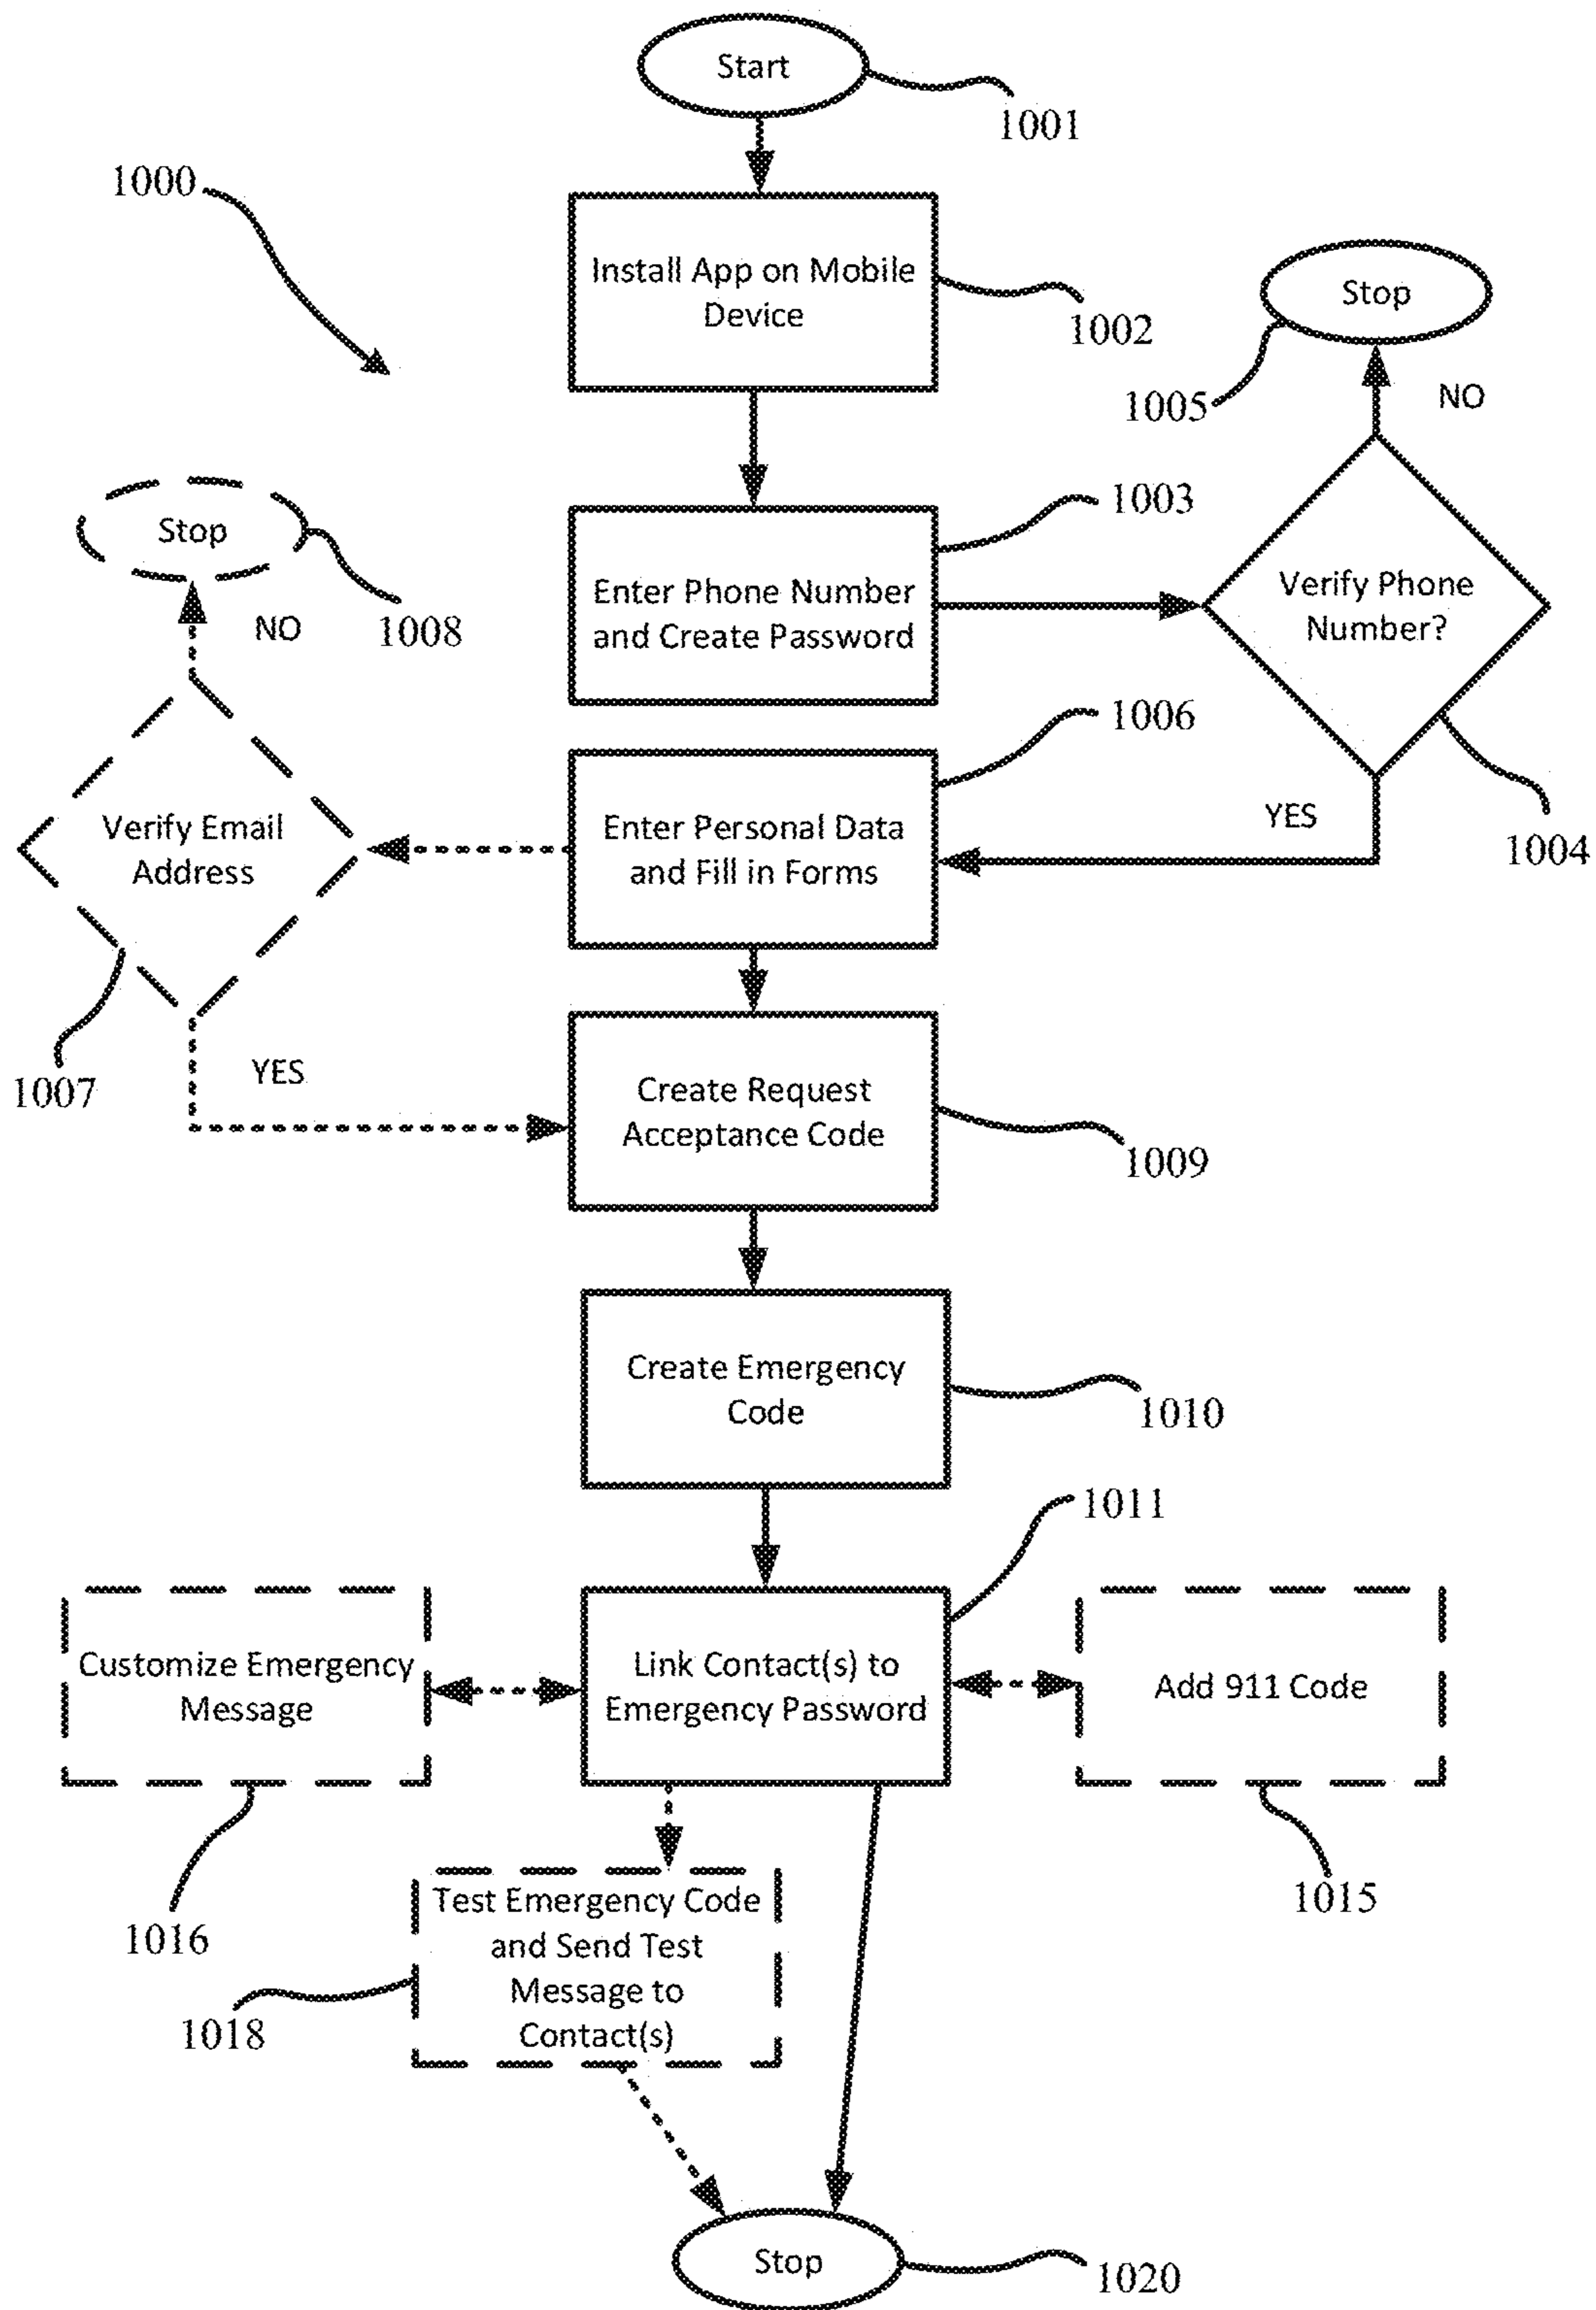 Start
1001
1000
Install App on Mobile
Device
1002
Stop
1005
NO
1003
Stop
1008
NO
Enter Phone Number
and Create Password
Verify Phone
Number?
1006
1004
YES
Verify Email
Address
Enter Personal Data
and Fill in Forms
1007
YES
Create Request
Acceptance Code
1009
Create Emergency
Code
1010
1011
Customize Emergency
Message
Link Contact(s) to
Emergency Password
Add 911 Code
1016
1015
Test Emergency Code
and Send Test
Message to
Contact(s)
1018
Stop
1020